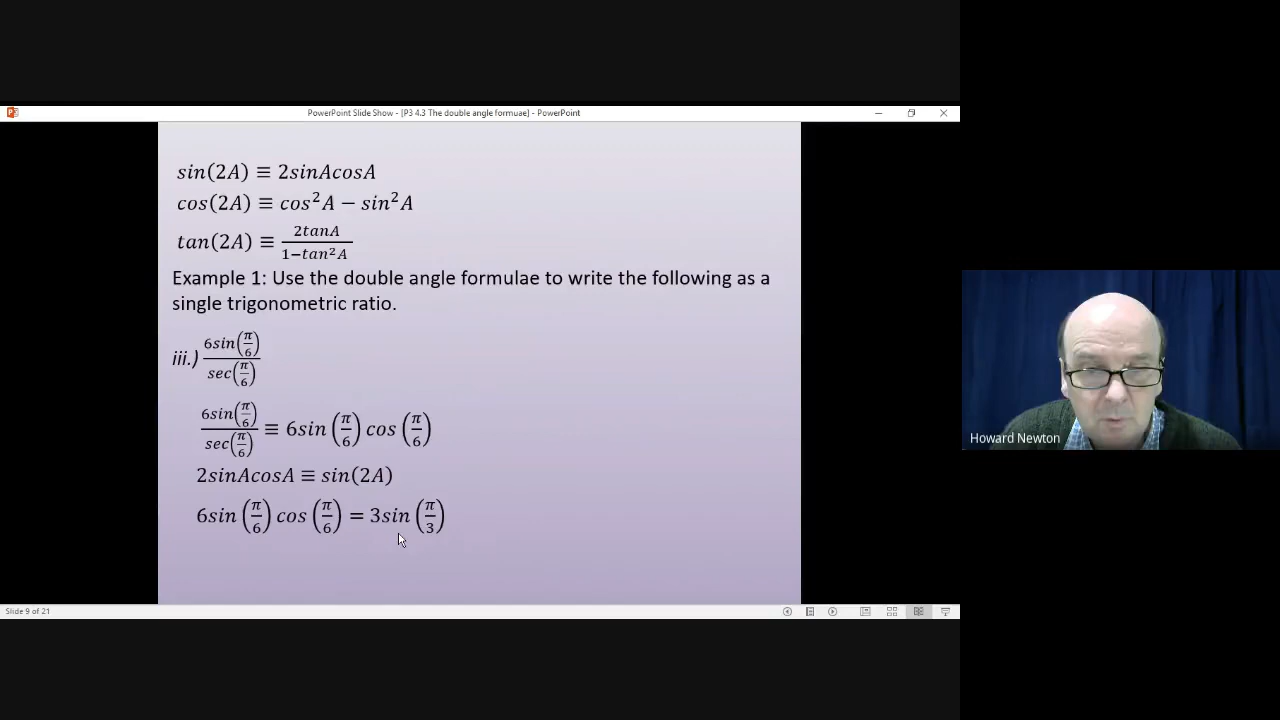 PowerPoint Slide Show - [P3 4.3 The double angle formuae] - PowerPoint
sin(2A) ≡ 2sinAcosA
cos(2A) ≡ cos²A − sin²A
tan(2A) ≡ 2tanA / 1−tan²A
Example 1: Use the double angle formulae to write the following as a
single trigonometric ratio.
iii.) 6sin(π/6) / sec(π/6)
6sin(π/6) / sec(π/6) ≡ 6sin(π/6)cos(π/6)
2sinAcosA ≡ sin(2A)
6sin(π/6)cos(π/6) = 3sin(π/3)
Howard Newton
Slide 9 of 21